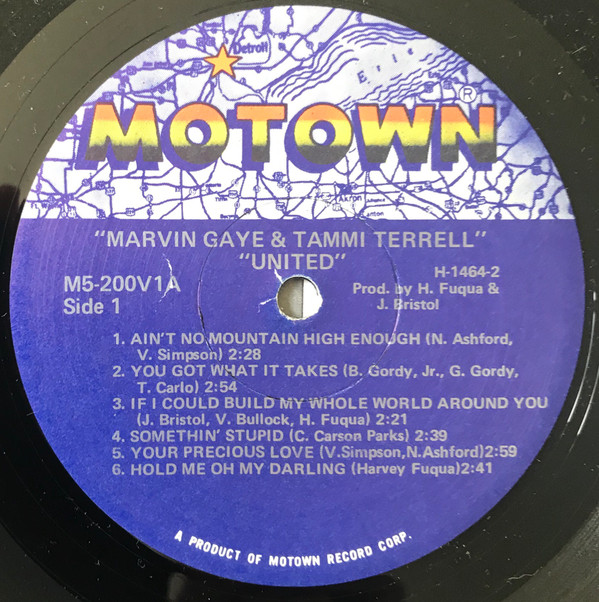 Detroit
Erie
MOTOWN®
Akron
Canton
"MARVIN GAYE & TAMMI TERRELL"
"UNITED"
M5-200V1A
Side 1
H-1464-2
Prod. by H. Fuqua &
J. Bristol
1. AIN'T NO MOUNTAIN HIGH ENOUGH (N. Ashford,
V. Simpson) 2:28
2. YOU GOT WHAT IT TAKES (B. Gordy, Jr., G. Gordy,
T. Carlo) 2:54
3. IF I COULD BUILD MY WHOLE WORLD AROUND YOU
(J. Bristol, V. Bullock, H. Fuqua) 2:21
4. SOMETHIN' STUPID (C. Carson Parks) 2:39
5. YOUR PRECIOUS LOVE (V.Simpson,N.Ashford)2:59
6. HOLD ME OH MY DARLING (Harvey Fuqua)2:41
A PRODUCT OF MOTOWN RECORD CORP.